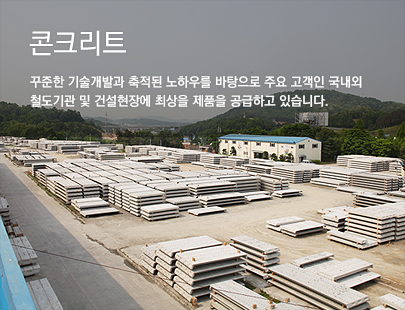 콘크리트
꾸준한 기술개발과 축적된 노하우를 바탕으로 주요 고객인 국내외
철도기관 및 건설현장에 최상을 제품을 공급하고 있습니다.